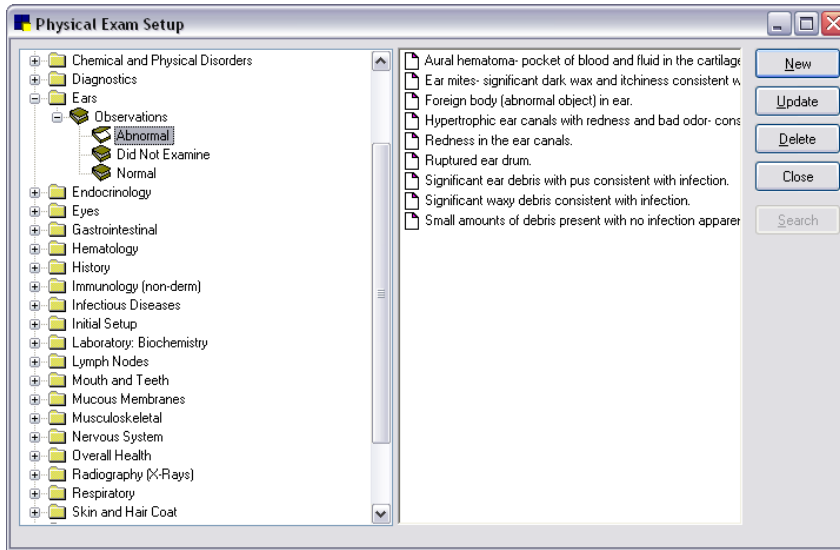 Physical Exam Setup
Chemical and Physical Disorders
Diagnostics
Ears
Observations
Abnormal
Did Not Examine
Normal
Endocrinology
Eyes
Gastrointestinal
Hematology
History
Immunology (non-derm)
Infectious Diseases
Initial Setup
Laboratory: Biochemistry
Lymph Nodes
Mouth and Teeth
Mucous Membranes
Musculoskeletal
Nervous System
Overall Health
Radiography (X-Rays)
Respiratory
Skin and Hair Coat
Aural hematoma- pocket of blood and fluid in the cartilage
Ear mites- significant dark wax and itchiness consistent w
Foreign body (abnormal object) in ear.
Hypertrophic ear canals with redness and bad odor- cons
Redness in the ear canals.
Ruptured ear drum.
Significant ear debris with pus consistent with infection.
Significant waxy debris consistent with infection.
Small amounts of debris present with no infection apparen
New
Update
Delete
Close
Search